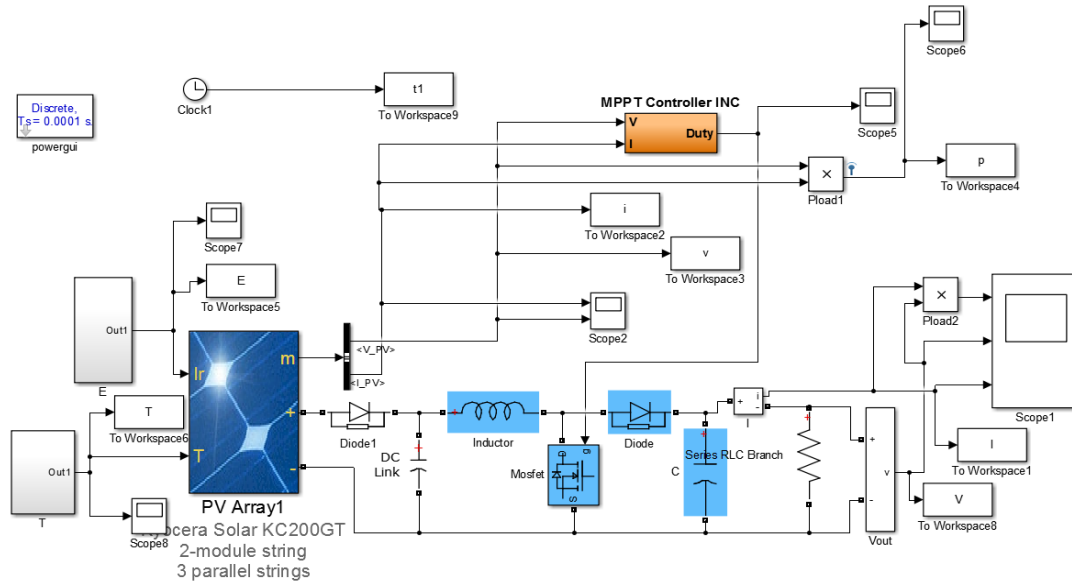 Scope6
t1
Clock1
To Workspace9
Discrete,
Ts = 0.0001 s.
powergui
MPPT Controller INC
V
I
Duty
Scope5
×
Pload1
p
To Workspace4
i
To Workspace2
v
To Workspace3
Scope7
E
To Workspace5
Out1
E
Scope2
<V_PV>
<I_PV>
×
Pload2
Scope1
Ir
m
T
+
-
PV Array1
T
To Workspace6
Out1
T
Scope8
Diode1
DC
Link
+
+
Inductor
Mosfet
g
D
S
Diode
+
C
+
-
i
I
Series RLC Branch
+
+
-
v
Vout
I
To Workspace1
V
To Workspace8
Kyocera Solar KC200GT
2-module string
3 parallel strings